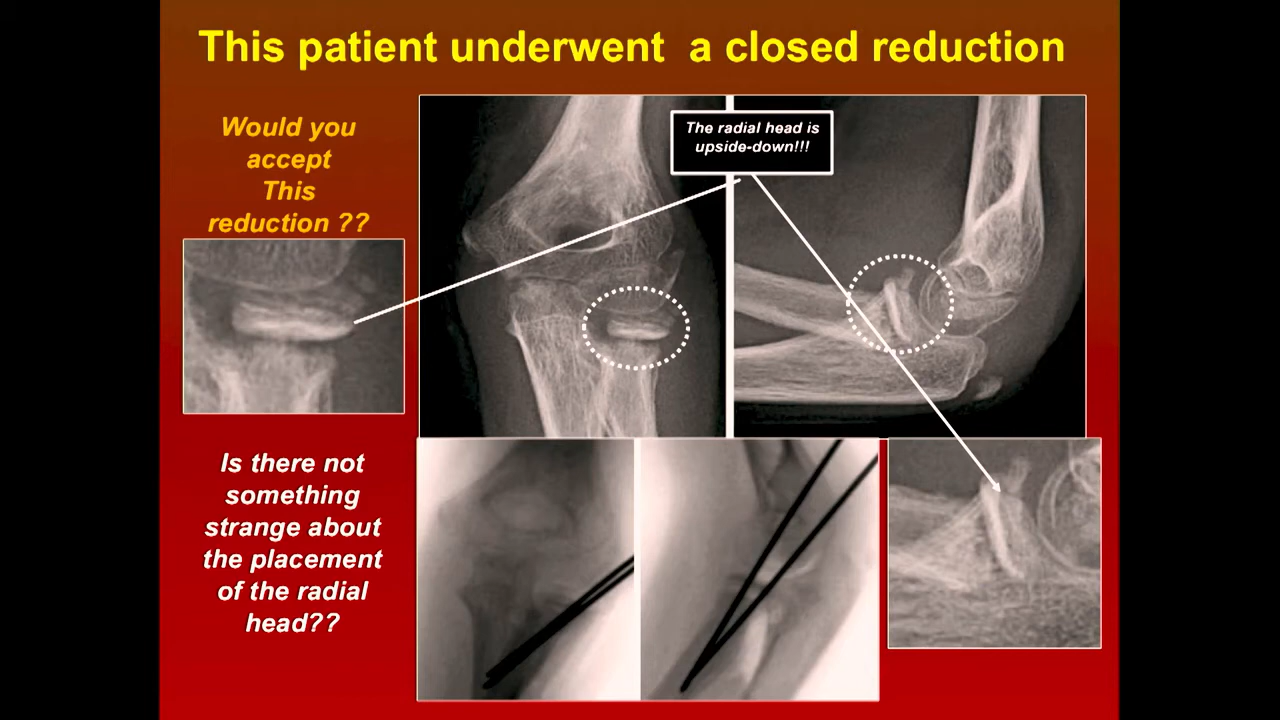 This patient underwent a closed reduction
Would you
accept
This
reduction ??
The radial head is
upside-down!!!
Is there not
something
strange about
the placement
of the radial
head??